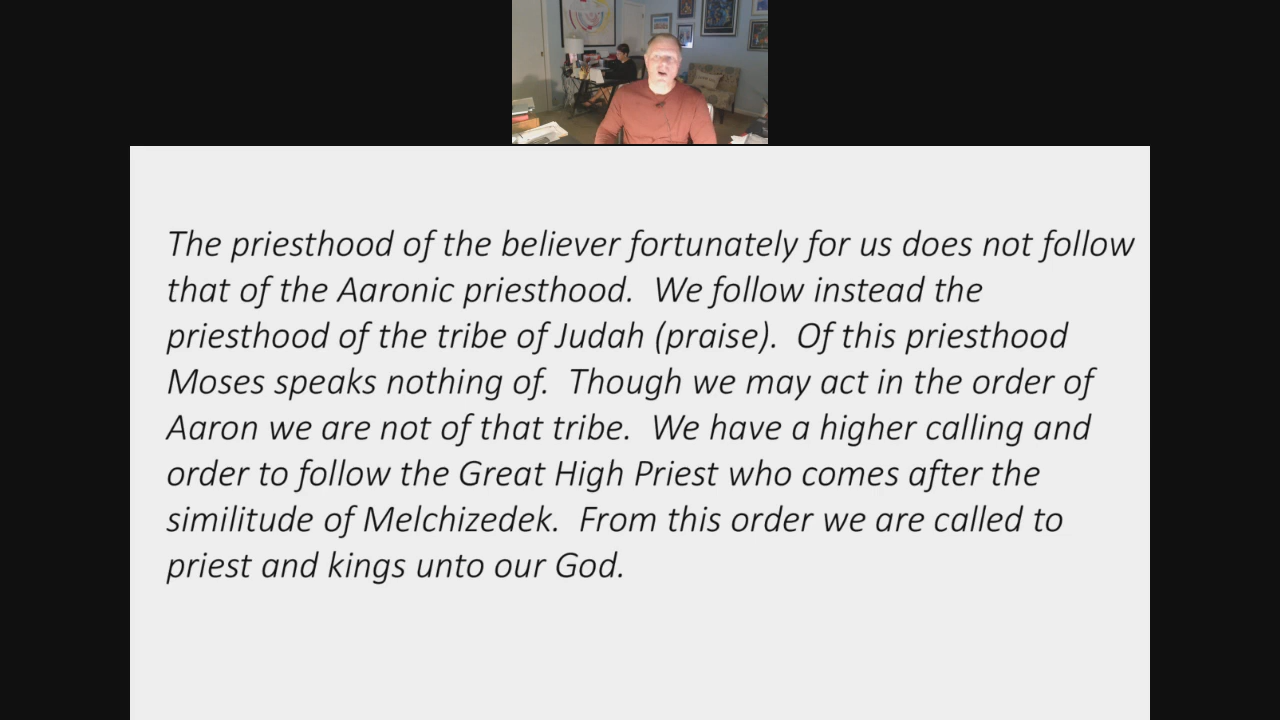 The priesthood of the believer fortunately for us does not follow
that of the Aaronic priesthood.  We follow instead the
priesthood of the tribe of Judah (praise).  Of this priesthood
Moses speaks nothing of.  Though we may act in the order of
Aaron we are not of that tribe.  We have a higher calling and
order to follow the Great High Priest who comes after the
similitude of Melchizedek.  From this order we are called to
priest and kings unto our God.